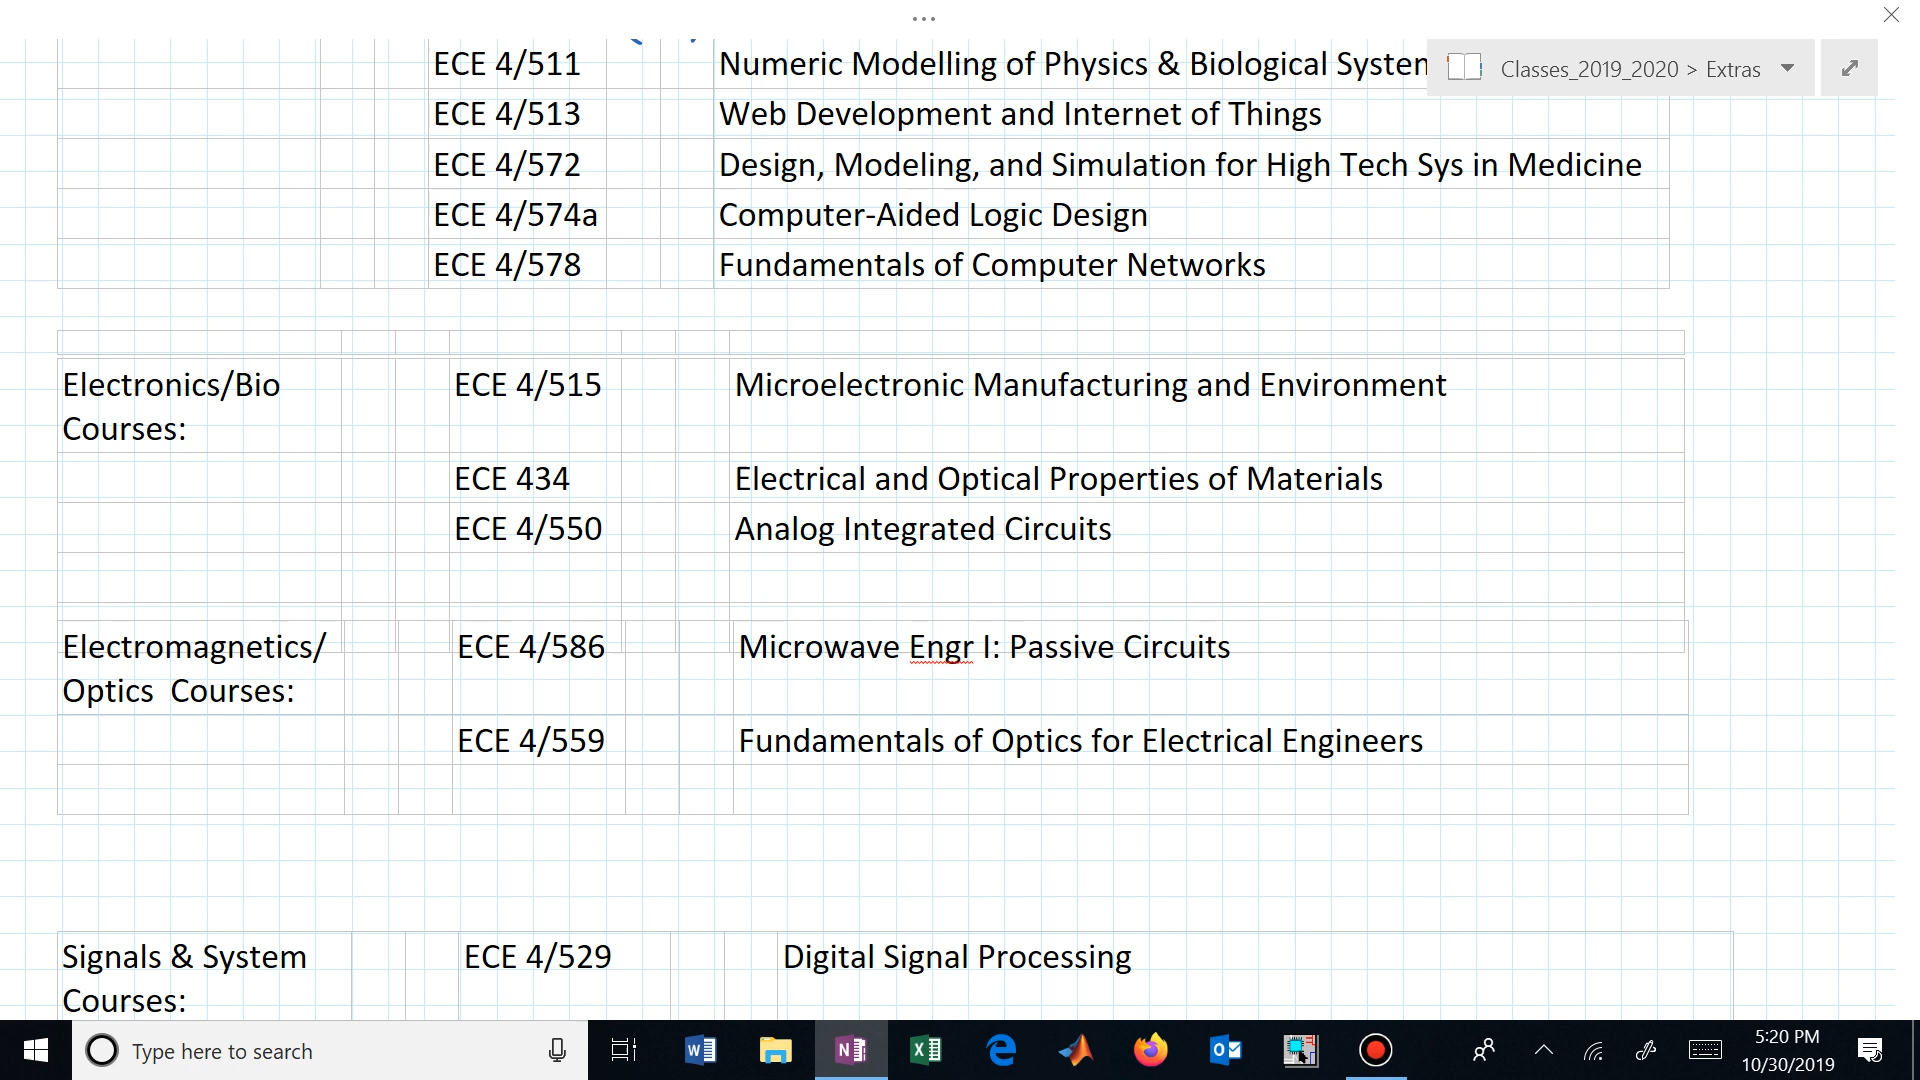 ECE 4/511 Numeric Modelling of Physics & Biological System
Classes_2019_2020 > Extras
ECE 4/513 Web Development and Internet of Things
ECE 4/572 Design, Modeling, and Simulation for High Tech Sys in Medicine
ECE 4/574a Computer-Aided Logic Design
ECE 4/578 Fundamentals of Computer Networks
Electronics/Bio ECE 4/515 Microelectronic Manufacturing and Environment
Courses:
ECE 434 Electrical and Optical Properties of Materials
ECE 4/550 Analog Integrated Circuits
Electromagnetics/ ECE 4/586 Microwave Engr I: Passive Circuits
Optics Courses:
ECE 4/559 Fundamentals of Optics for Electrical Engineers
Signals & System ECE 4/529 Digital Signal Processing
Courses:
Type here to search
5:20 PM
10/30/2019